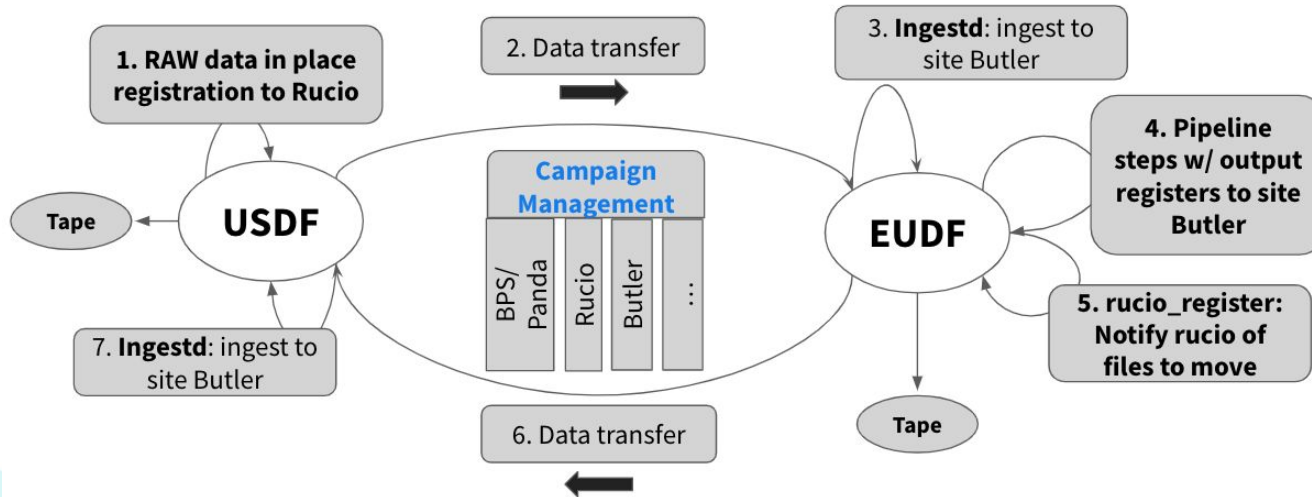 1. RAW data in place
registration to Rucio
2. Data transfer
3. Ingestd: ingest to
site Butler
4. Pipeline
steps w/ output
registers to site
Butler
Campaign
Management
BPS/
Panda
Rucio
Butler
...
Tape
USDF
EUDF
5. rucio_register:
Notify rucio of
files to move
7. Ingestd: ingest to
site Butler
6. Data transfer
Tape